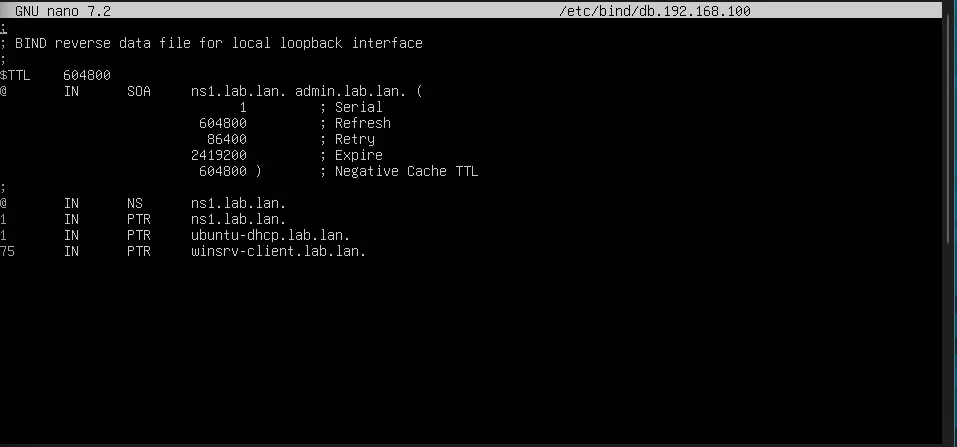 GNU nano 7.2 /etc/bind/db.192.168.100
;
; BIND reverse data file for local loopback interface
;
$TTL 604800
@ IN SOA ns1.lab.lan. admin.lab.lan. (
1 ; Serial
604800 ; Refresh
86400 ; Retry
2419200 ; Expire
604800 ) ; Negative Cache TTL
;
@ IN NS ns1.lab.lan.
1 IN PTR ns1.lab.lan.
1 IN PTR ubuntu-dhcp.lab.lan.
75 IN PTR winsrv-client.lab.lan.